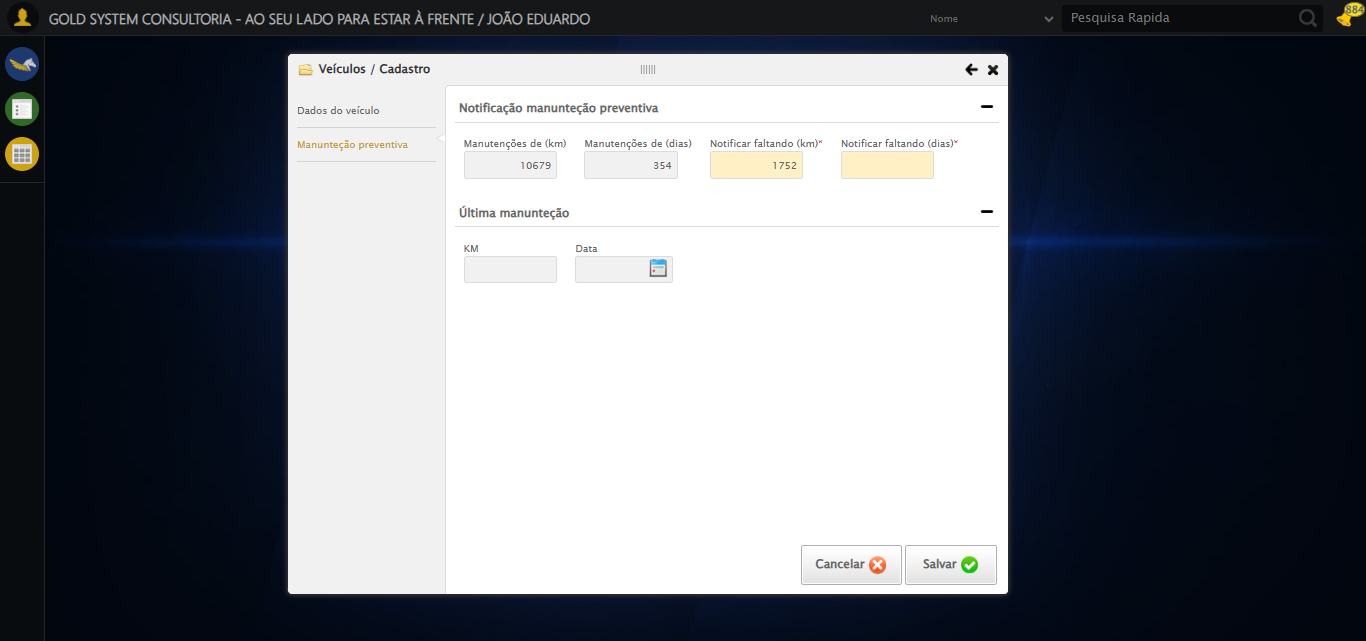 GOLD SYSTEM CONSULTORIA - AO SEU LADO PARA ESTAR À FRENTE / JOÃO EDUARDO
Nome
Pesquisa Rapida
884
Veículos / Cadastro
Dados do veículo
Manunteção preventiva
Notificação manunteção preventiva
Manutenções de (km) Manutenções de (dias) Notificar faltando (km)* Notificar faltando (dias)*
10679 354 1752
Última manunteção
KM Data
Cancelar Salvar